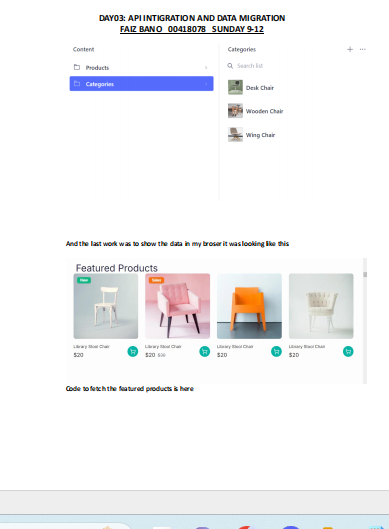 DAY03: API INTIGRATION AND DATA MIGRATION
FAIZ BANO 00418078 SUNDAY 9-12
Content
Categories
Products
Search list
Categories
Desk Chair
Wooden Chair
Wing Chair
And the last work was to show the data in my broser it was looking like this
Featured Products
New
Sales
Library Stool Chair
$20
Library Stool Chair
$20 $30
Library Stool Chair
$20
Library Stool Chair
$20
Code to fetch the featured products is here